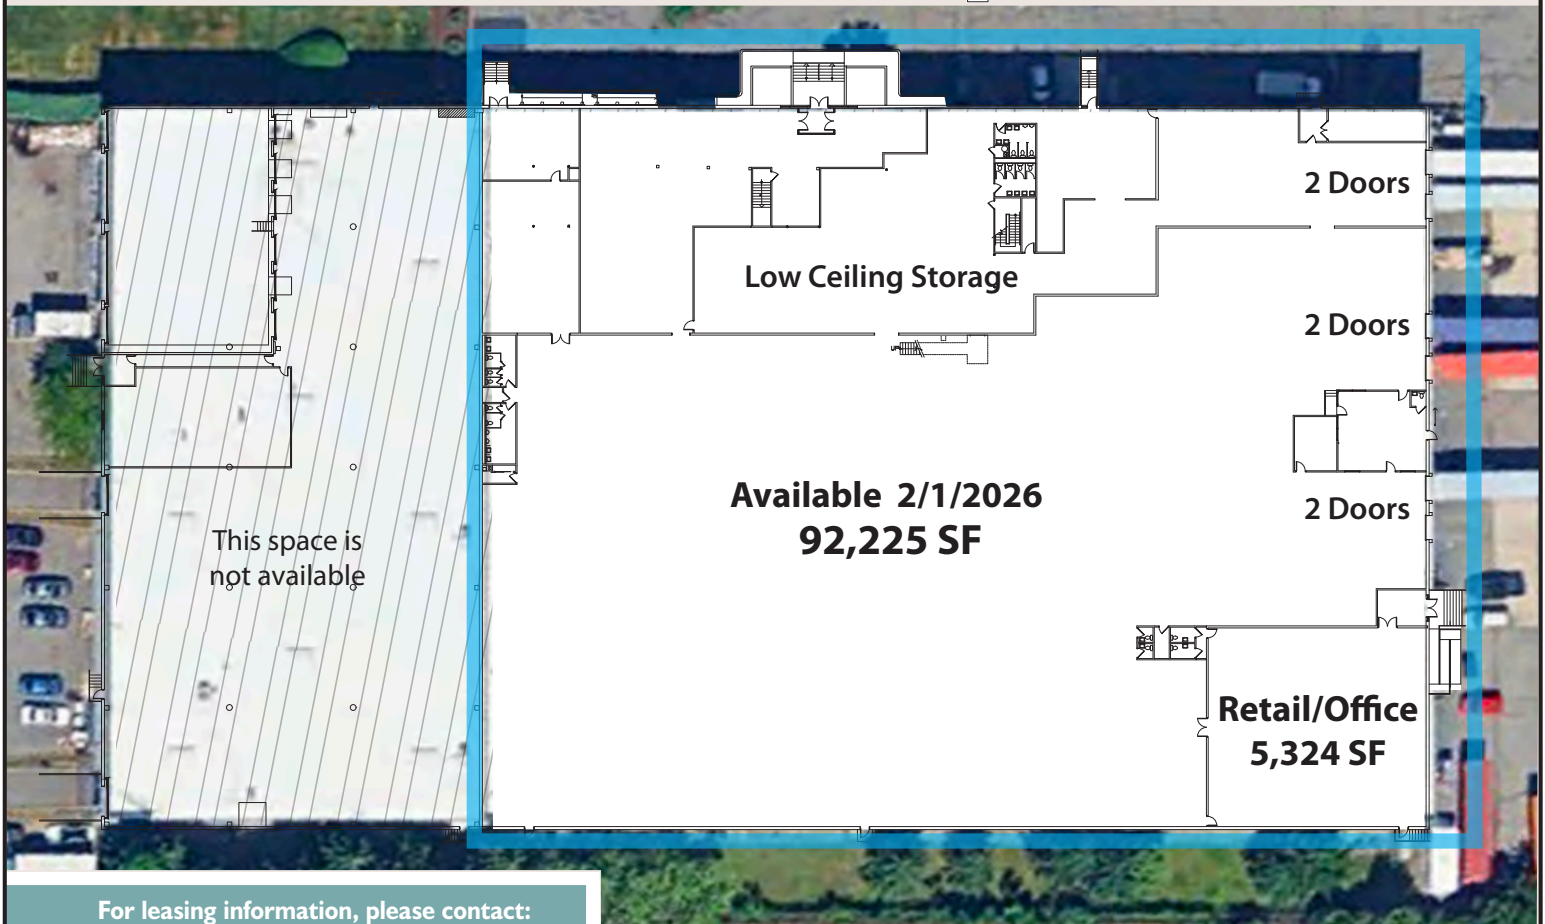 2 Doors
Low Ceiling Storage
2 Doors
Available 2/1/2026
92,225 SF
2 Doors
This space is
not available
Retail/Office
5,324 SF
For leasing information, please contact: